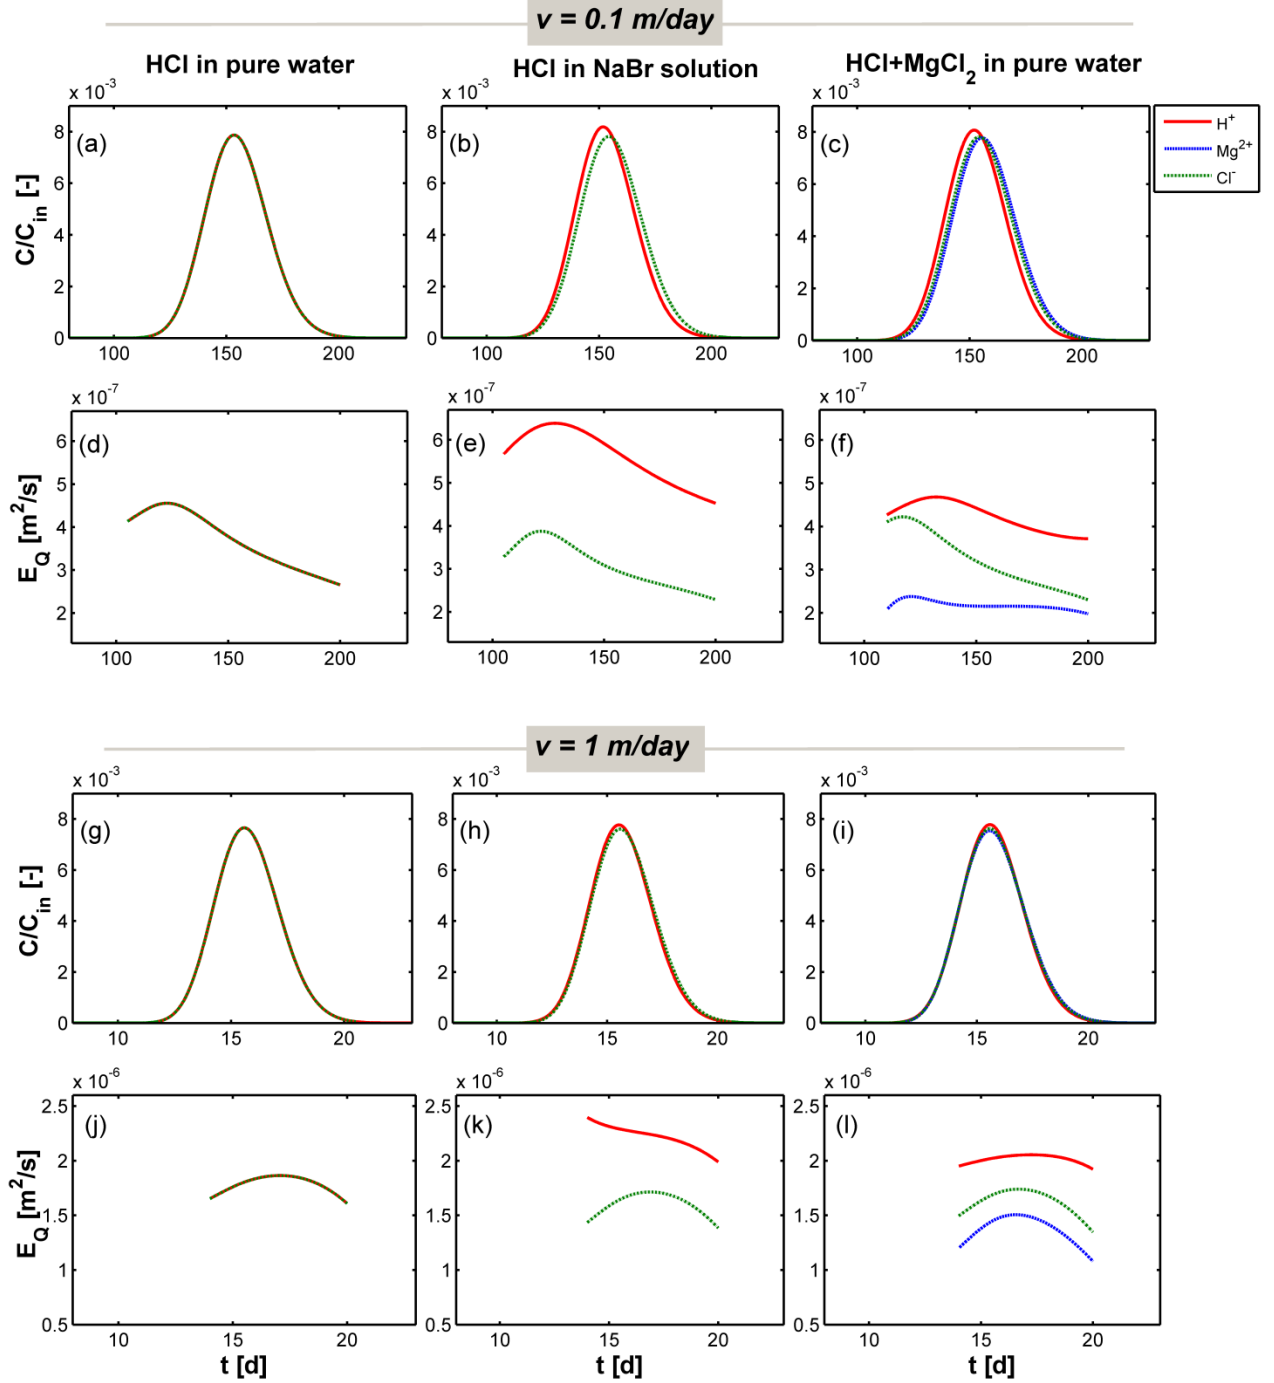 v = 0.1 m/day
HCl in pure water
HCl in NaBr solution
HCl+MgCl2 in pure water
x 10-3
x 10-3
x 10-3
(a)
(b)
(c)
H+
Mg2+
Cl-
C/Cin [-]
8
6
4
2
0
100
150
200
8
6
4
2
0
100
150
200
8
6
4
2
0
100
150
200
x 10-7
x 10-7
x 10-7
(d)
(e)
(f)
EQ [m2/s]
6
5
4
3
2
100
150
200
6
5
4
3
2
100
150
200
6
5
4
3
2
100
150
200
v = 1 m/day
x 10-3
x 10-3
x 10-3
(g)
(h)
(i)
C/Cin [-]
8
6
4
2
0
10
15
20
8
6
4
2
0
10
15
20
8
6
4
2
0
10
15
20
x 10-6
x 10-6
x 10-6
(j)
(k)
(l)
EQ [m2/s]
2.5
2
1.5
1
0.5
10
15
20
2.5
2
1.5
1
0.5
10
15
20
2.5
2
1.5
1
0.5
10
15
20
t [d]
t [d]
t [d]